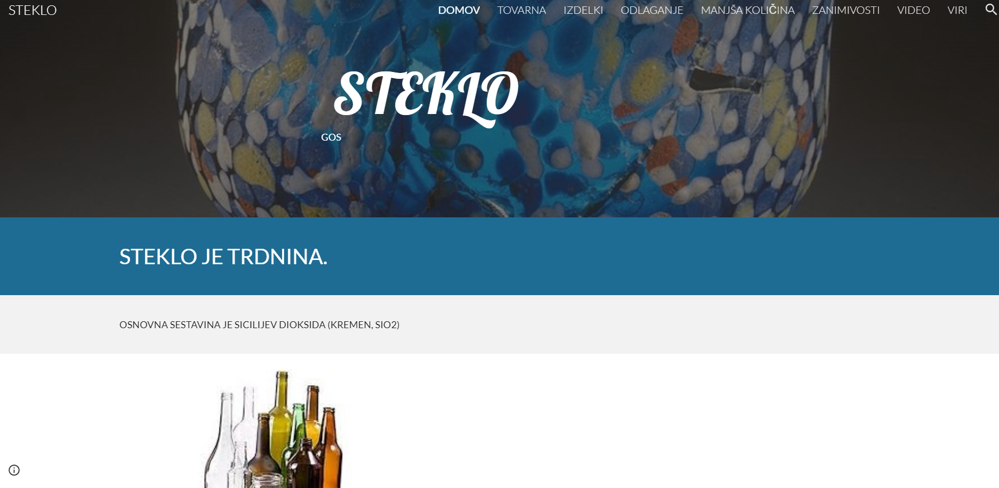 STEKLO
DOMOV TOVARNA IZDELKI ODLAGANJE MANJŠA KOLIČINA ZANIMIVOSTI VIDEO VIRI
STEKLO
GOS
STEKLO JE TRDNINA.
OSNOVNA SESTAVINA JE SICILIJEV DIOKSIDA (KREMEN, SIO2)